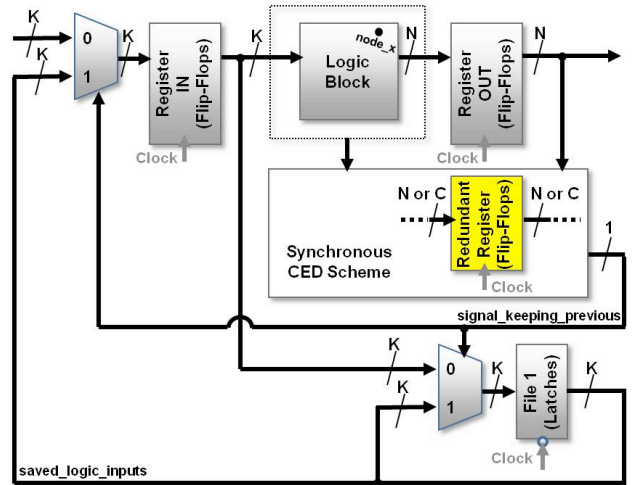 K
K
0
1
K
Register
IN
(Flip-Flops)
Clock
K
node_x
Logic
Block
N
Register
OUT
(Flip-Flops)
Clock
N
N or C
Redundant
Register
(Flip-Flops)
N or C
Clock
Synchronous
CED Scheme
1
signal_keeping_previous
K
K
0
1
K
File 1
(Latches)
Clock
K
saved_logic_inputs